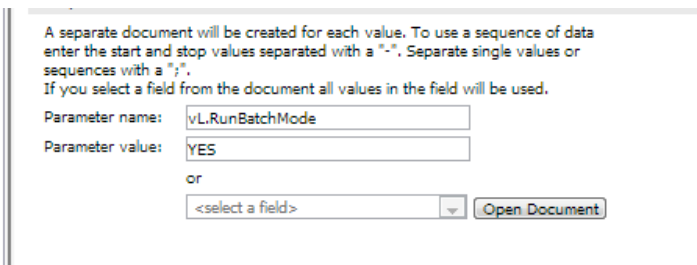 A separate document will be created for each value. To use a sequence of data
enter the start and stop values separated with a "-". Separate single values or
sequences with a ";".
If you select a field from the document all values in the field will be used.
Parameter name: vL.RunBatchMode
Parameter value: YES
or
<select a field> Open Document